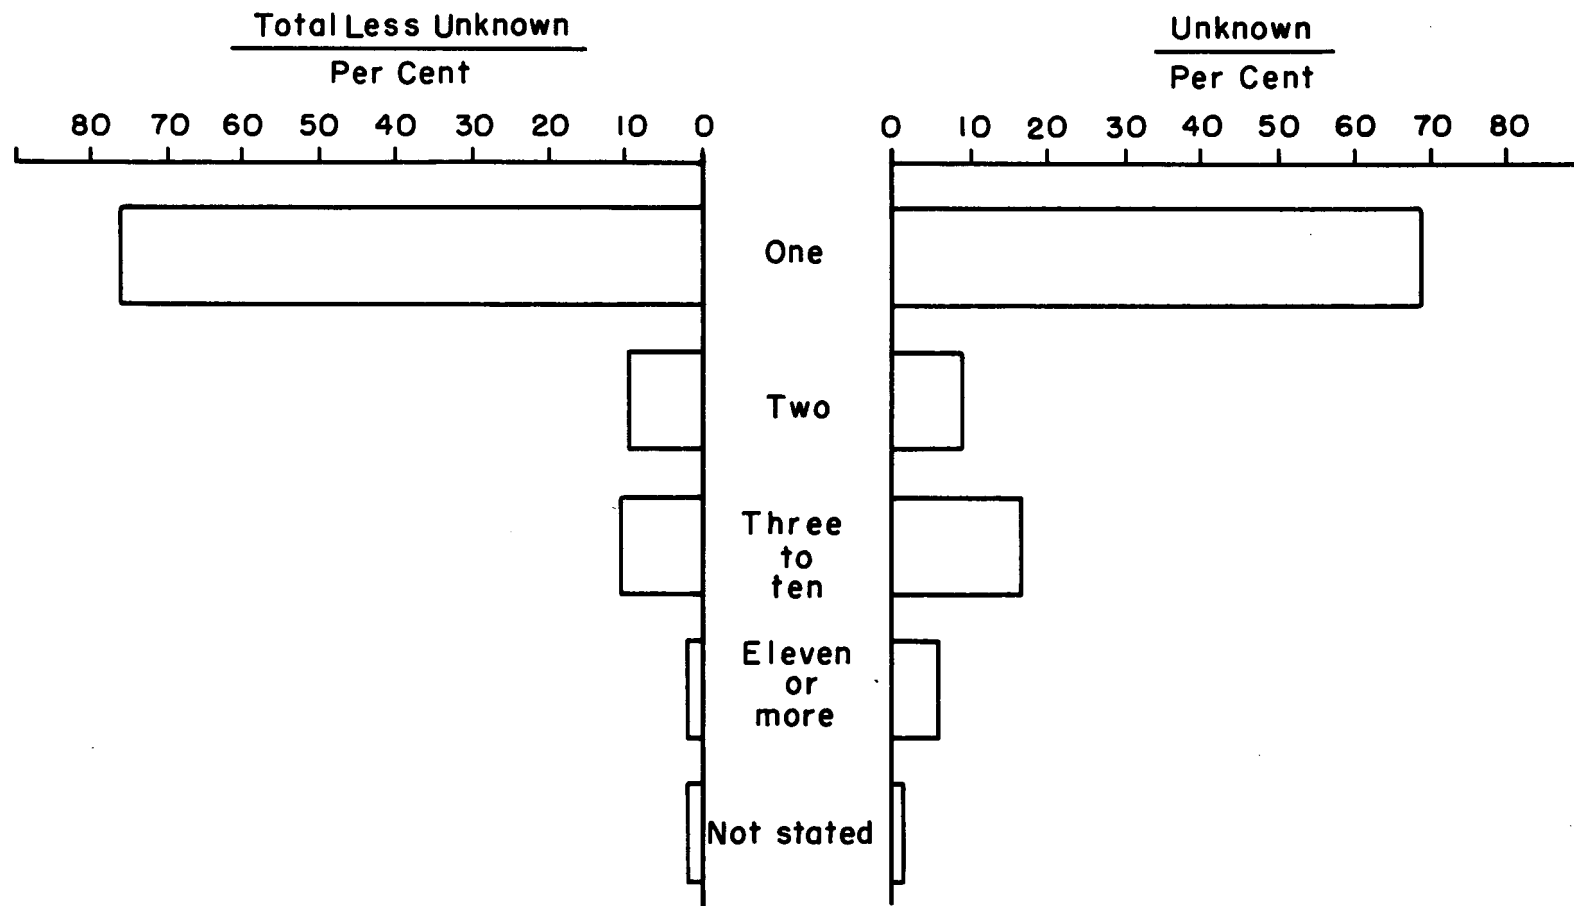 Total Less Unknown
Per Cent
80 70 60 50 40 30 20 10 0
Unknown
Per Cent
0 10 20 30 40 50 60 70 80
One
Two
Three
to
ten
Eleven
or
more
Not stated